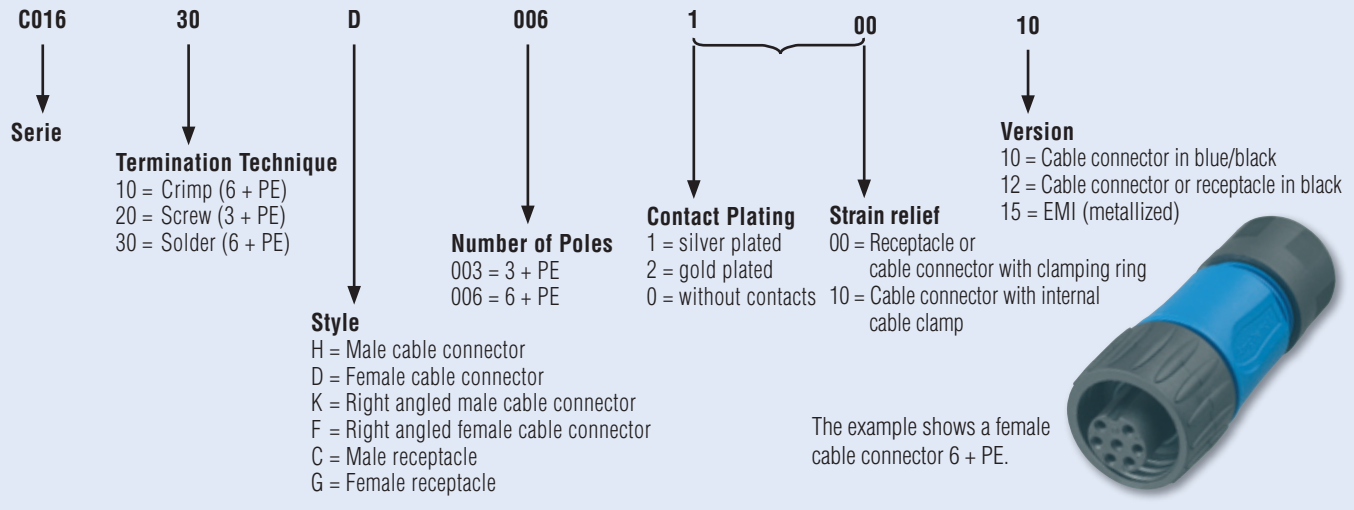 C016 30 D 006 1 00 10
Serie
Termination Technique
10 = Crimp (6 + PE)
20 = Screw (3 + PE)
30 = Solder (6 + PE)
Style
H = Male cable connector
D = Female cable connector
K = Right angled male cable connector
F = Right angled female cable connector
C = Male receptacle
G = Female receptacle
Number of Poles
003 = 3 + PE
006 = 6 + PE
Contact Plating
1 = silver plated
2 = gold plated
0 = without contacts
Strain relief
00 = Receptacle or
cable connector with clamping ring
10 = Cable connector with internal
cable clamp
Version
10 = Cable connector in blue/black
12 = Cable connector or receptacle in black
15 = EMI (metallized)
The example shows a female
cable connector 6 + PE.